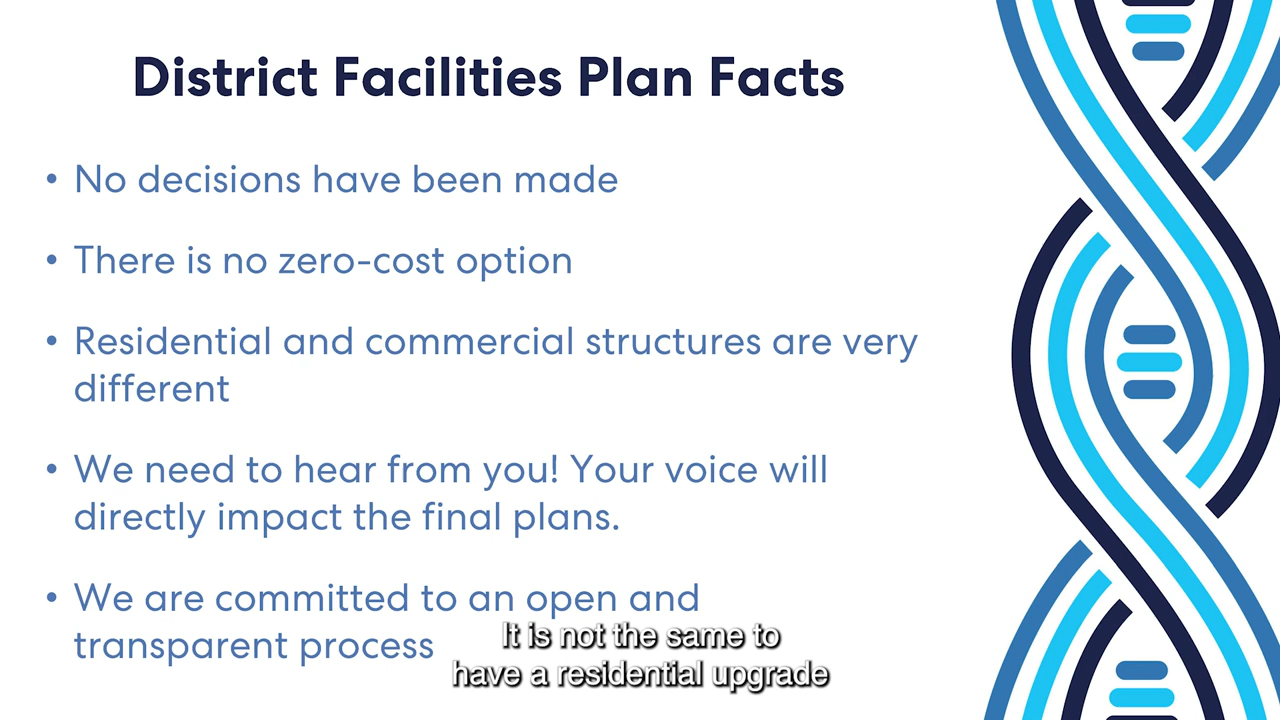 District Facilities Plan Facts
• No decisions have been made
• There is no zero-cost option
• Residential and commercial structures are very
different
• We need to hear from you! Your voice will
directly impact the final plans.
• We are committed to an open and
transparent process
It is not the same to
have a residential upgrade